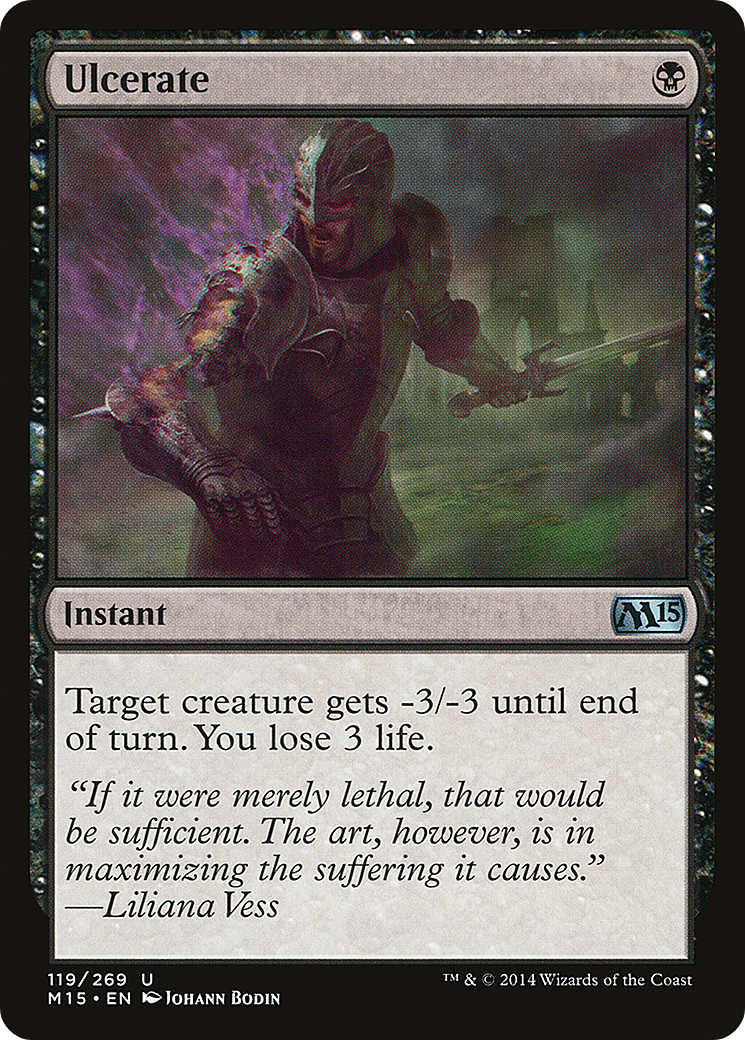 Ulcerate
Instant
M15
Target creature gets -3/-3 until end
of turn. You lose 3 life.
“If it were merely lethal, that would
be sufficient. The art, however, is in
maximizing the suffering it causes.”
—Liliana Vess
119/269 U
M15 • EN Johann Bodin
™ & © 2014 Wizards of the Coast